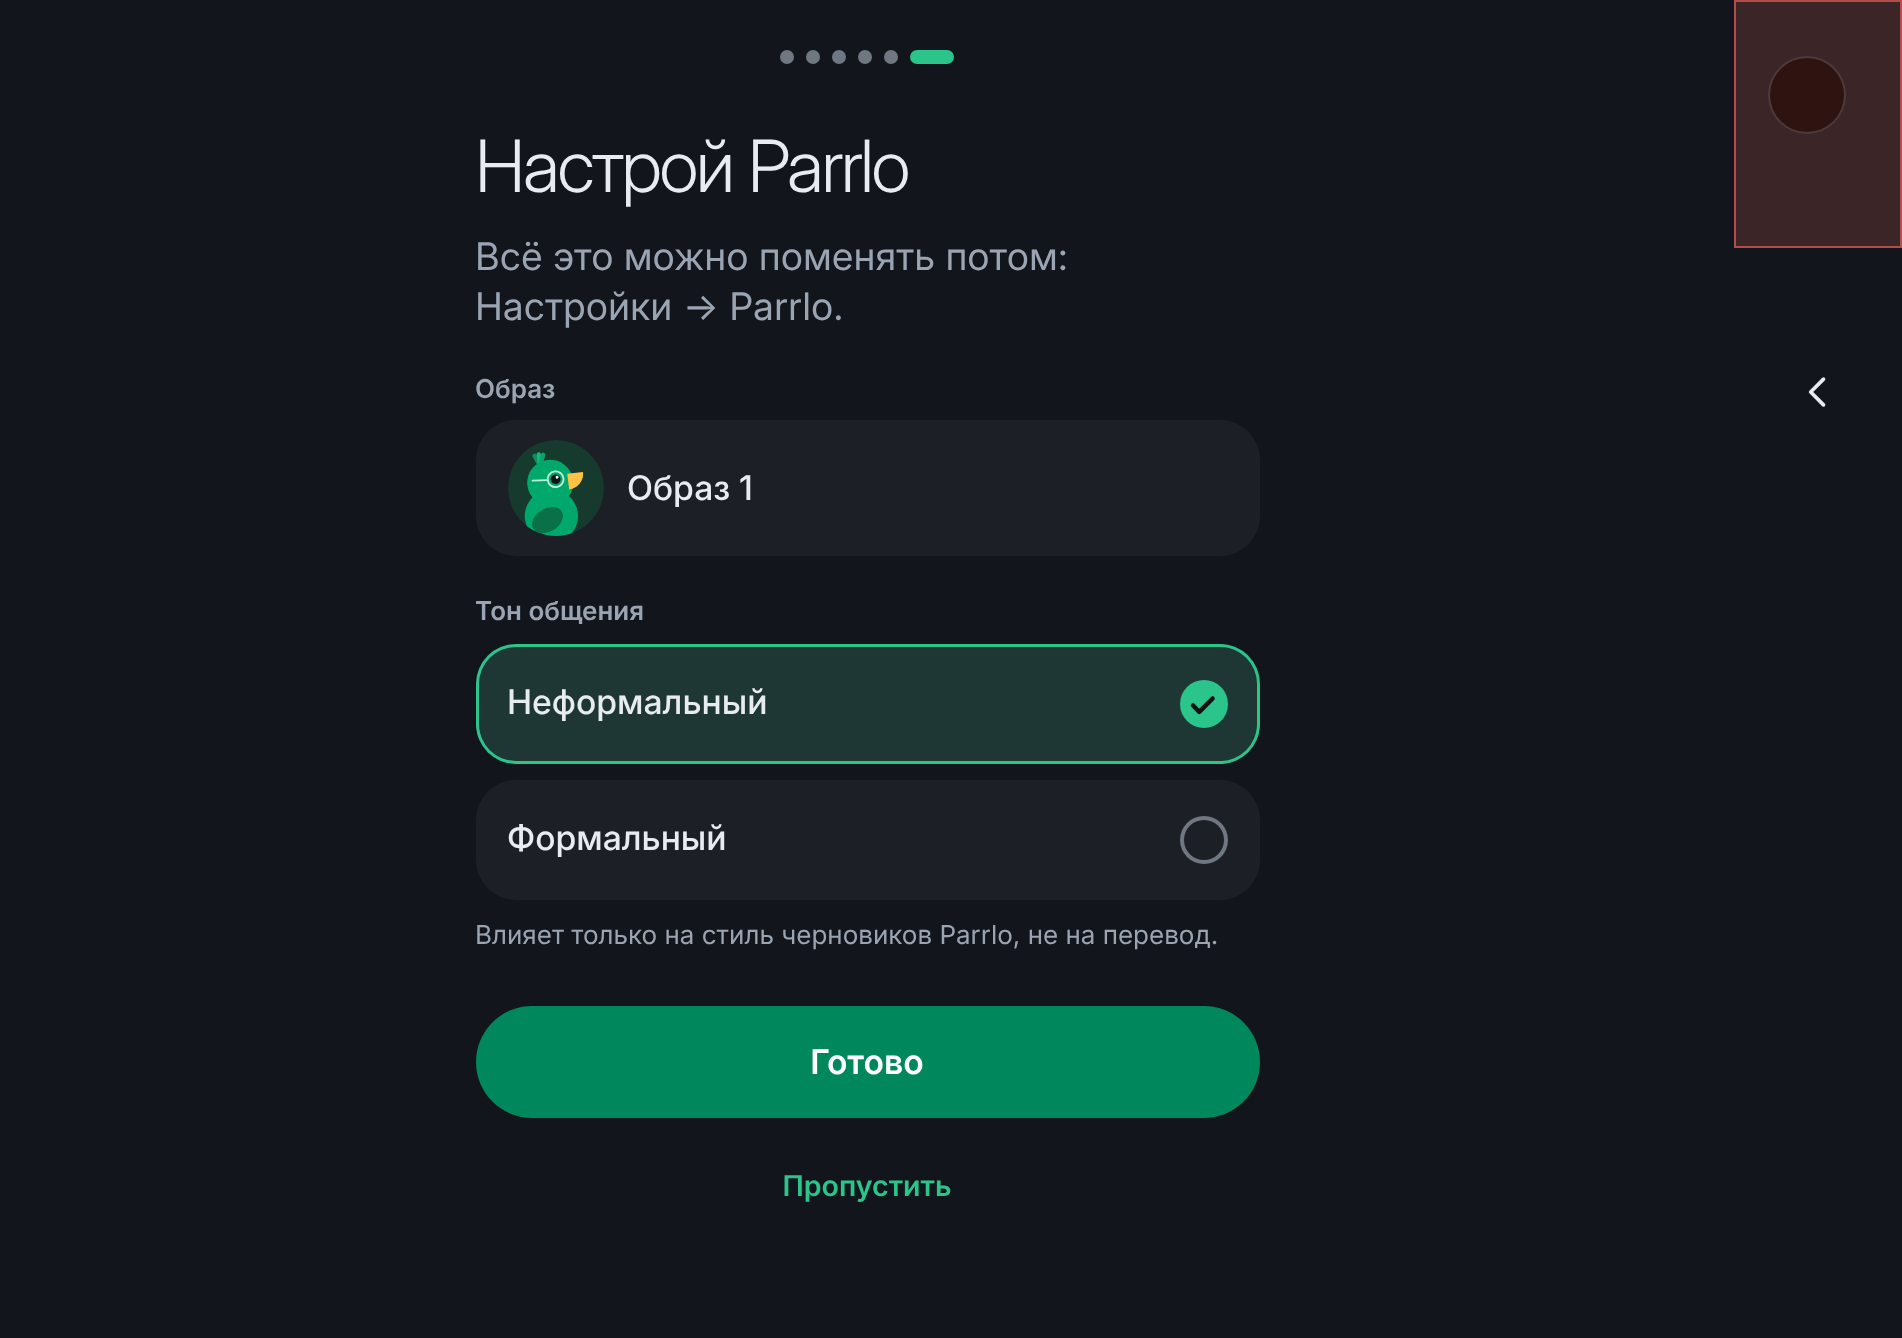 Настрой Parrlo
Всё это можно поменять потом:
Настройки → Parrlo.
Образ
Образ 1
Тон общения
Неформальный
Формальный
Влияет только на стиль черновиков Parrlo, не на перевод.
Готово
Пропустить